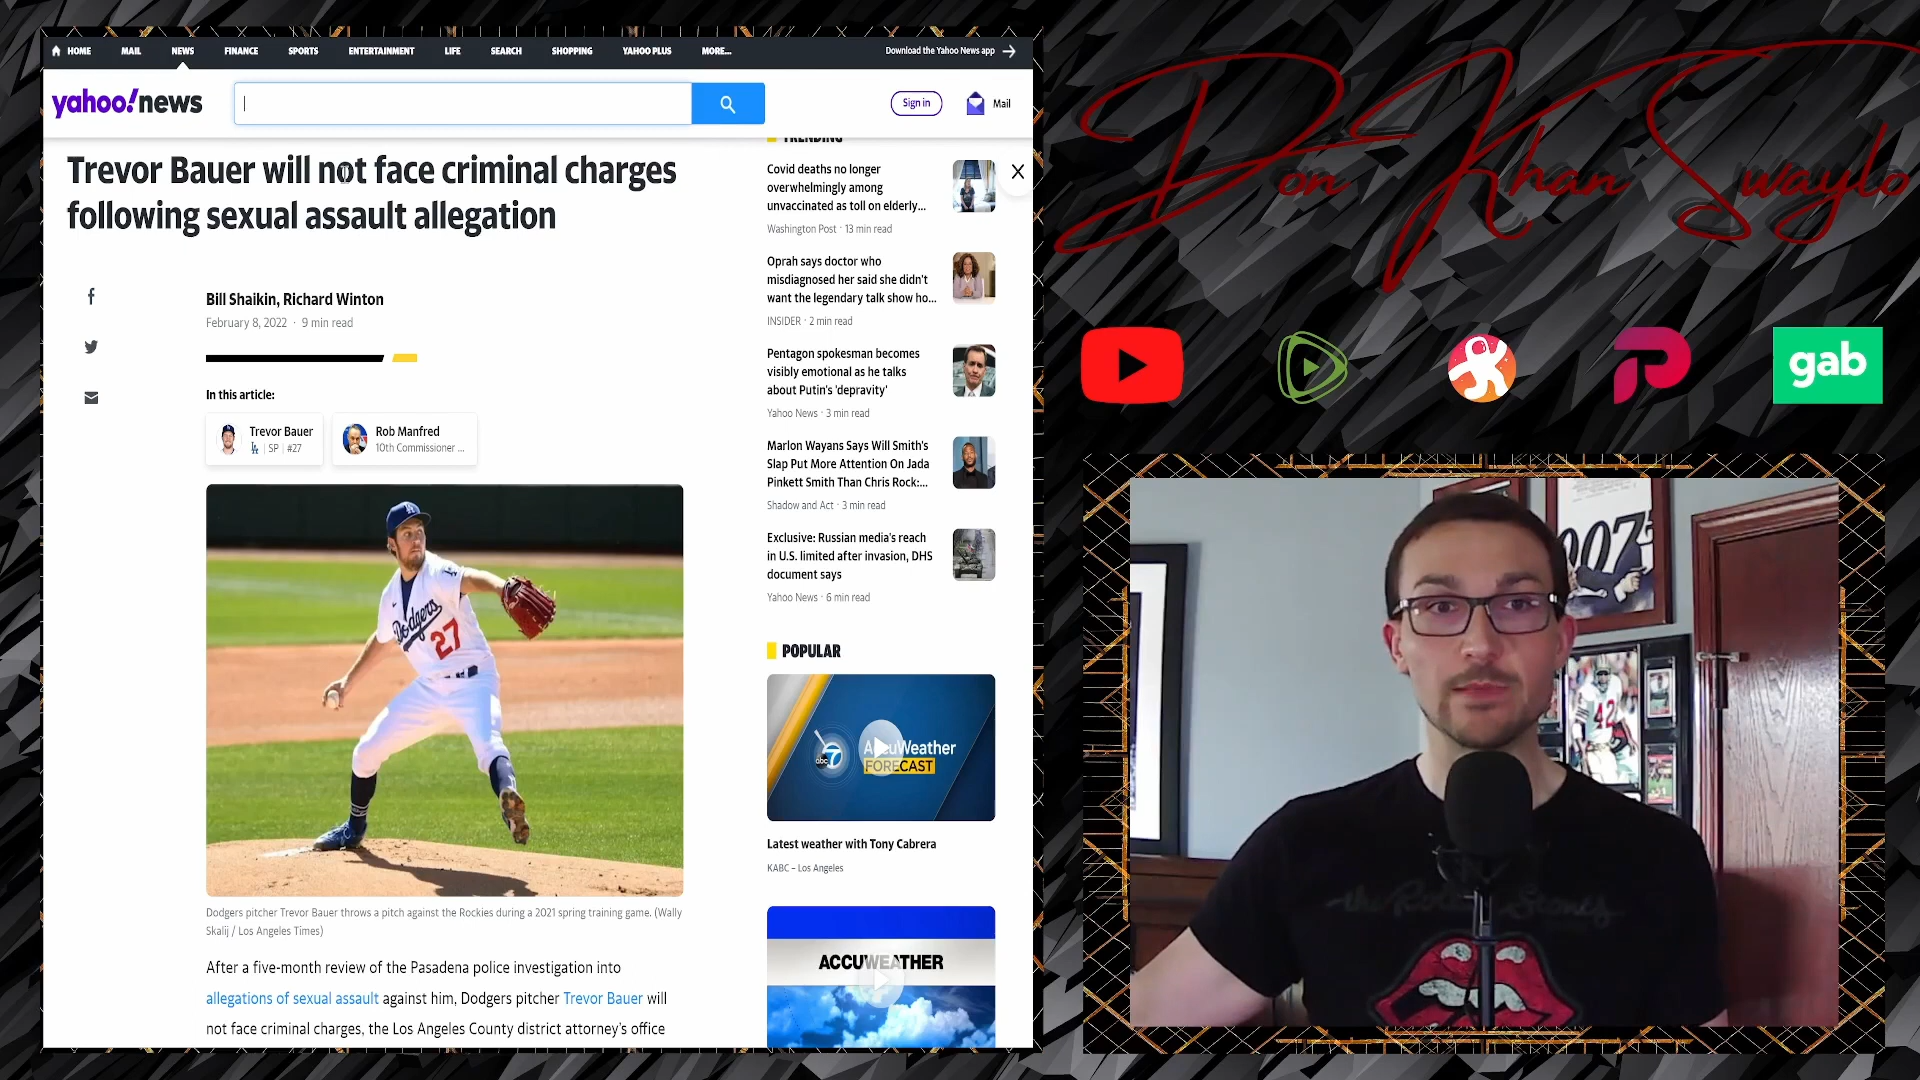 HOME MAIL NEWS FINANCE SPORTS ENTERTAINMENT LIFE SEARCH SHOPPING YAHOO PLUS MORE... Download the Yahoo News app
yahoo!news
Sign in
Mail
Trevor Bauer will not face criminal charges
following sexual assault allegation
Bill Shaikin, Richard Winton
February 8, 2022 · 9 min read
In this article:
Trevor Bauer
LA | SP | #27
Rob Manfred
10th Commissioner ...
Dodgers
27
Dodgers pitcher Trevor Bauer throws a pitch against the Rockies during a 2021 spring training game. (Wally
Skalij / Los Angeles Times)
After a five-month review of the Pasadena police investigation into
allegations of sexual assault against him, Dodgers pitcher Trevor Bauer will
not face criminal charges, the Los Angeles County district attorney's office
TRENDING
Covid deaths no longer
overwhelmingly among
unvaccinated as toll on elderly...
Washington Post · 13 min read
Oprah says doctor who
misdiagnosed her said she didn't
want the legendary talk show ho...
INSIDER · 2 min read
Pentagon spokesman becomes
visibly emotional as he talks
about Putin's 'depravity'
Yahoo News · 3 min read
Marlon Wayans Says Will Smith's
Slap Put More Attention On Jada
Pinkett Smith Than Chris Rock:...
Shadow and Act · 3 min read
Exclusive: Russian media's reach
in U.S. limited after invasion, DHS
document says
Yahoo News · 6 min read
POPULAR
abc 7
AccuWeather
FORECAST
Latest weather with Tony Cabrera
KABC – Los Angeles
ACCUWEATHER
Don Khan Swaylo
gab
007
42